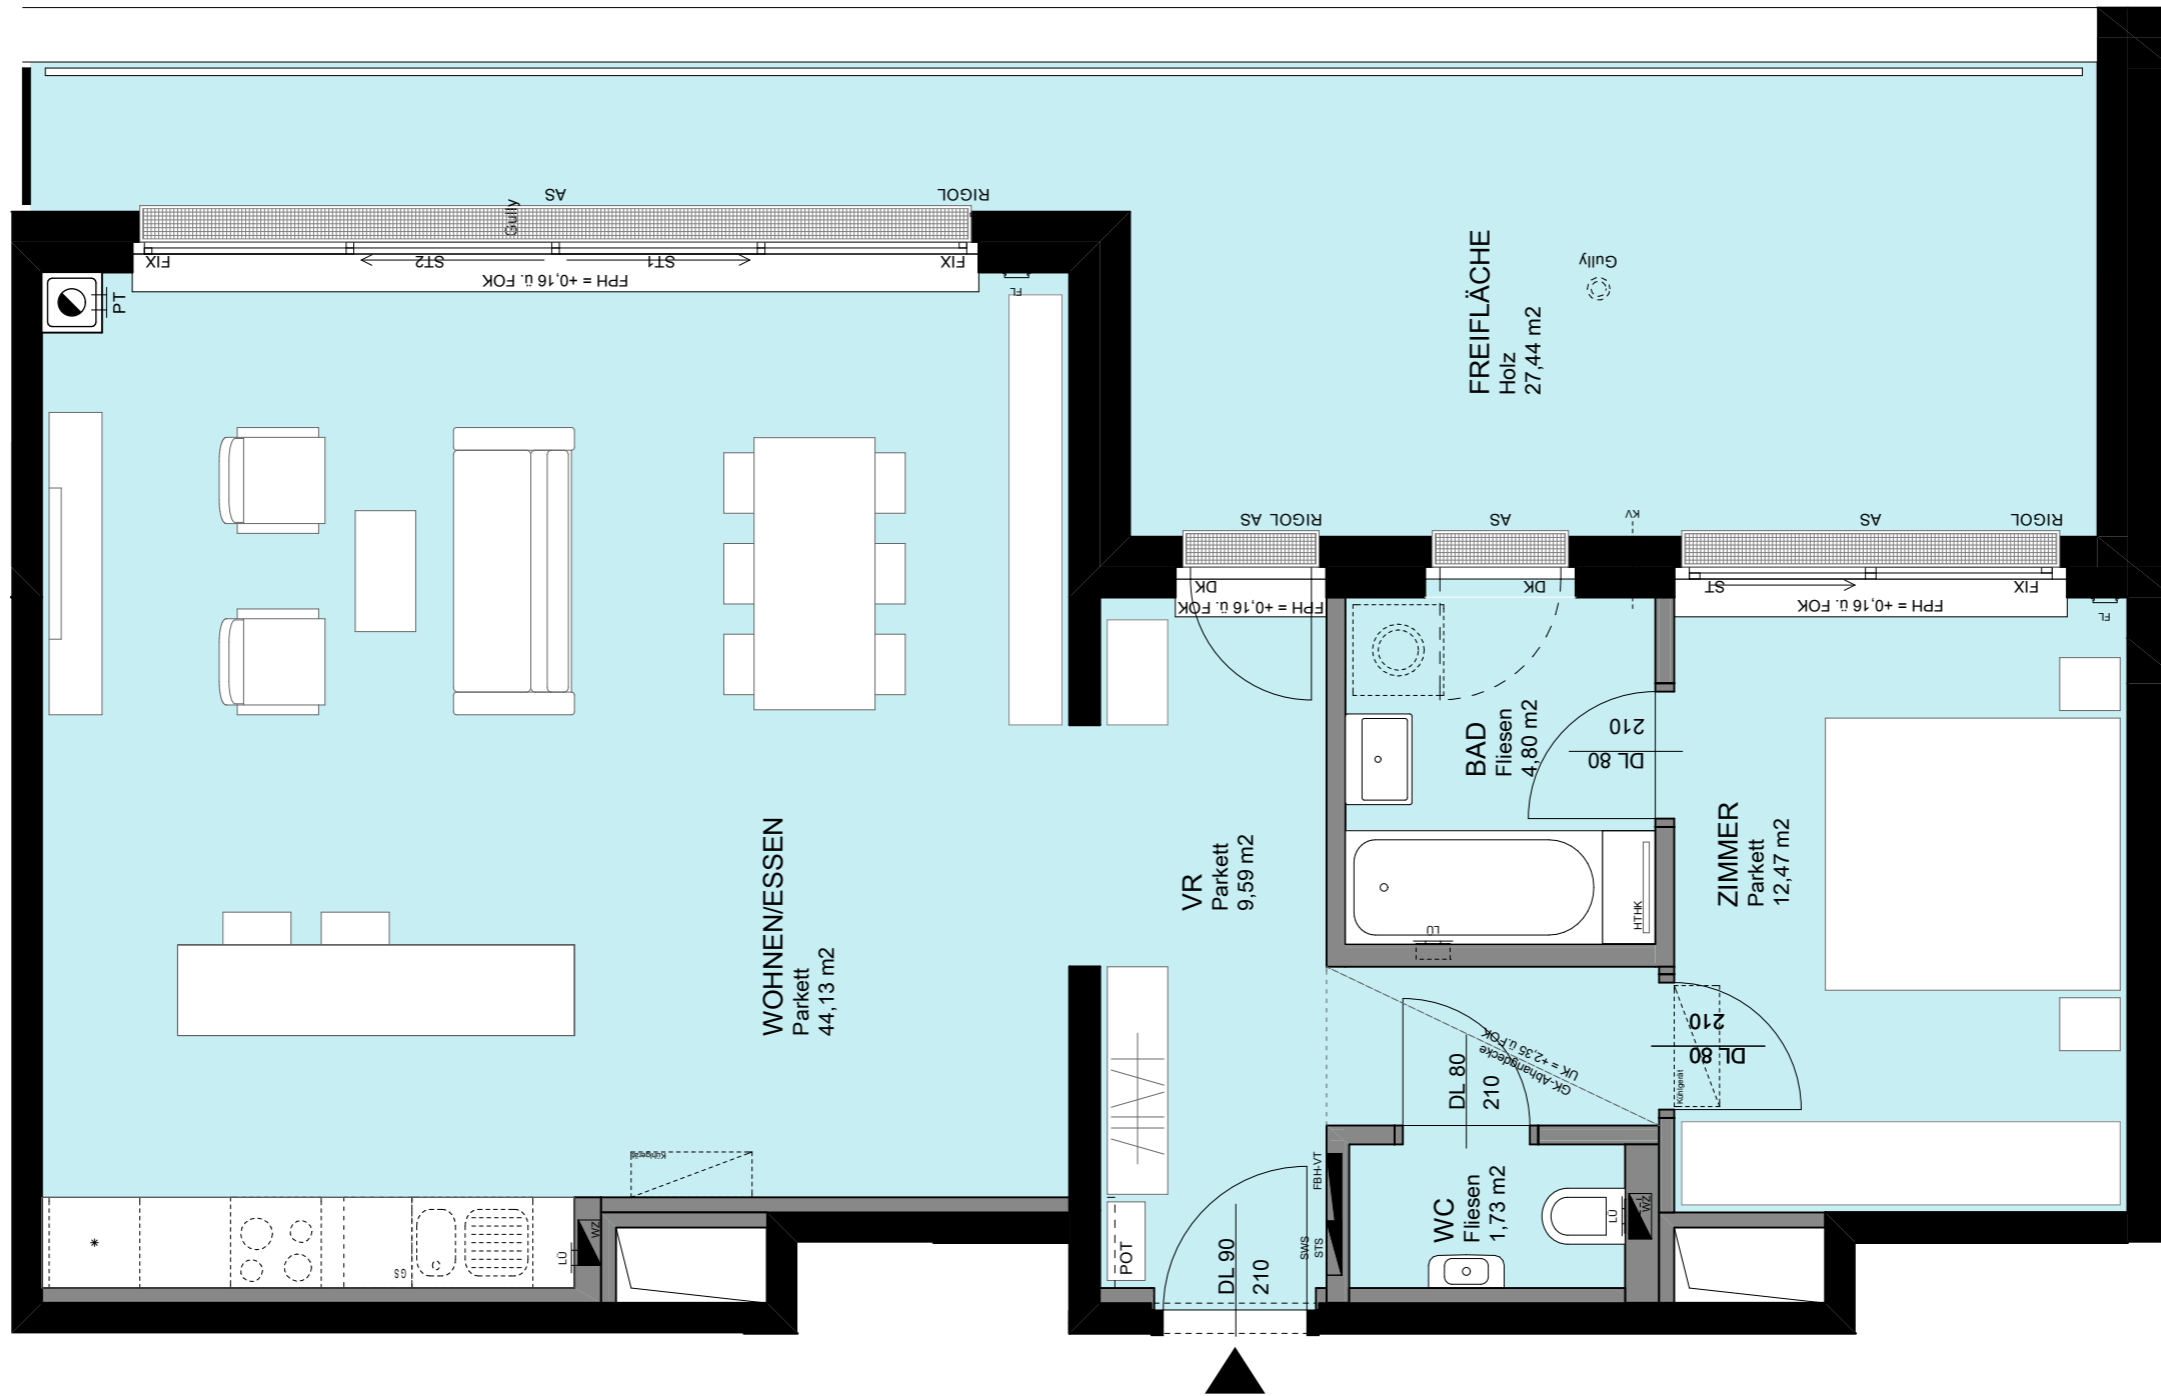 AS
RIGOL
Gully
FIX
ST2
ST1
FIX
FPH = +0,16 ü. FOK
PT
FL
FREIFLÄCHE
Holz
27,44 m2
Gully
RIGOL AS
AS
KV
AS
RIGOL
DK
FPH = +0,16 ü. FOK
DK
ST
FIX
FPH = +0,16 ü. FOK
FL
WOHNEN/ESSEN
Parkett
44,13 m2
VR
Parkett
9,59 m2
BAD
Fliesen
4,80 m2
DL 80
210
ZIMMER
Parkett
12,47 m2
HTHK
LÜ
GK-Abhangdecke
UK = +2,35 ü.FOK
DL 80
210
DL 80
210
Kühlgerät
Kühlgerät
FBH-VT
SWS
STS
WC
Fliesen
1,73 m2
LÜ
WZ
GS
LÜ
WZ
POT
DL 90
210